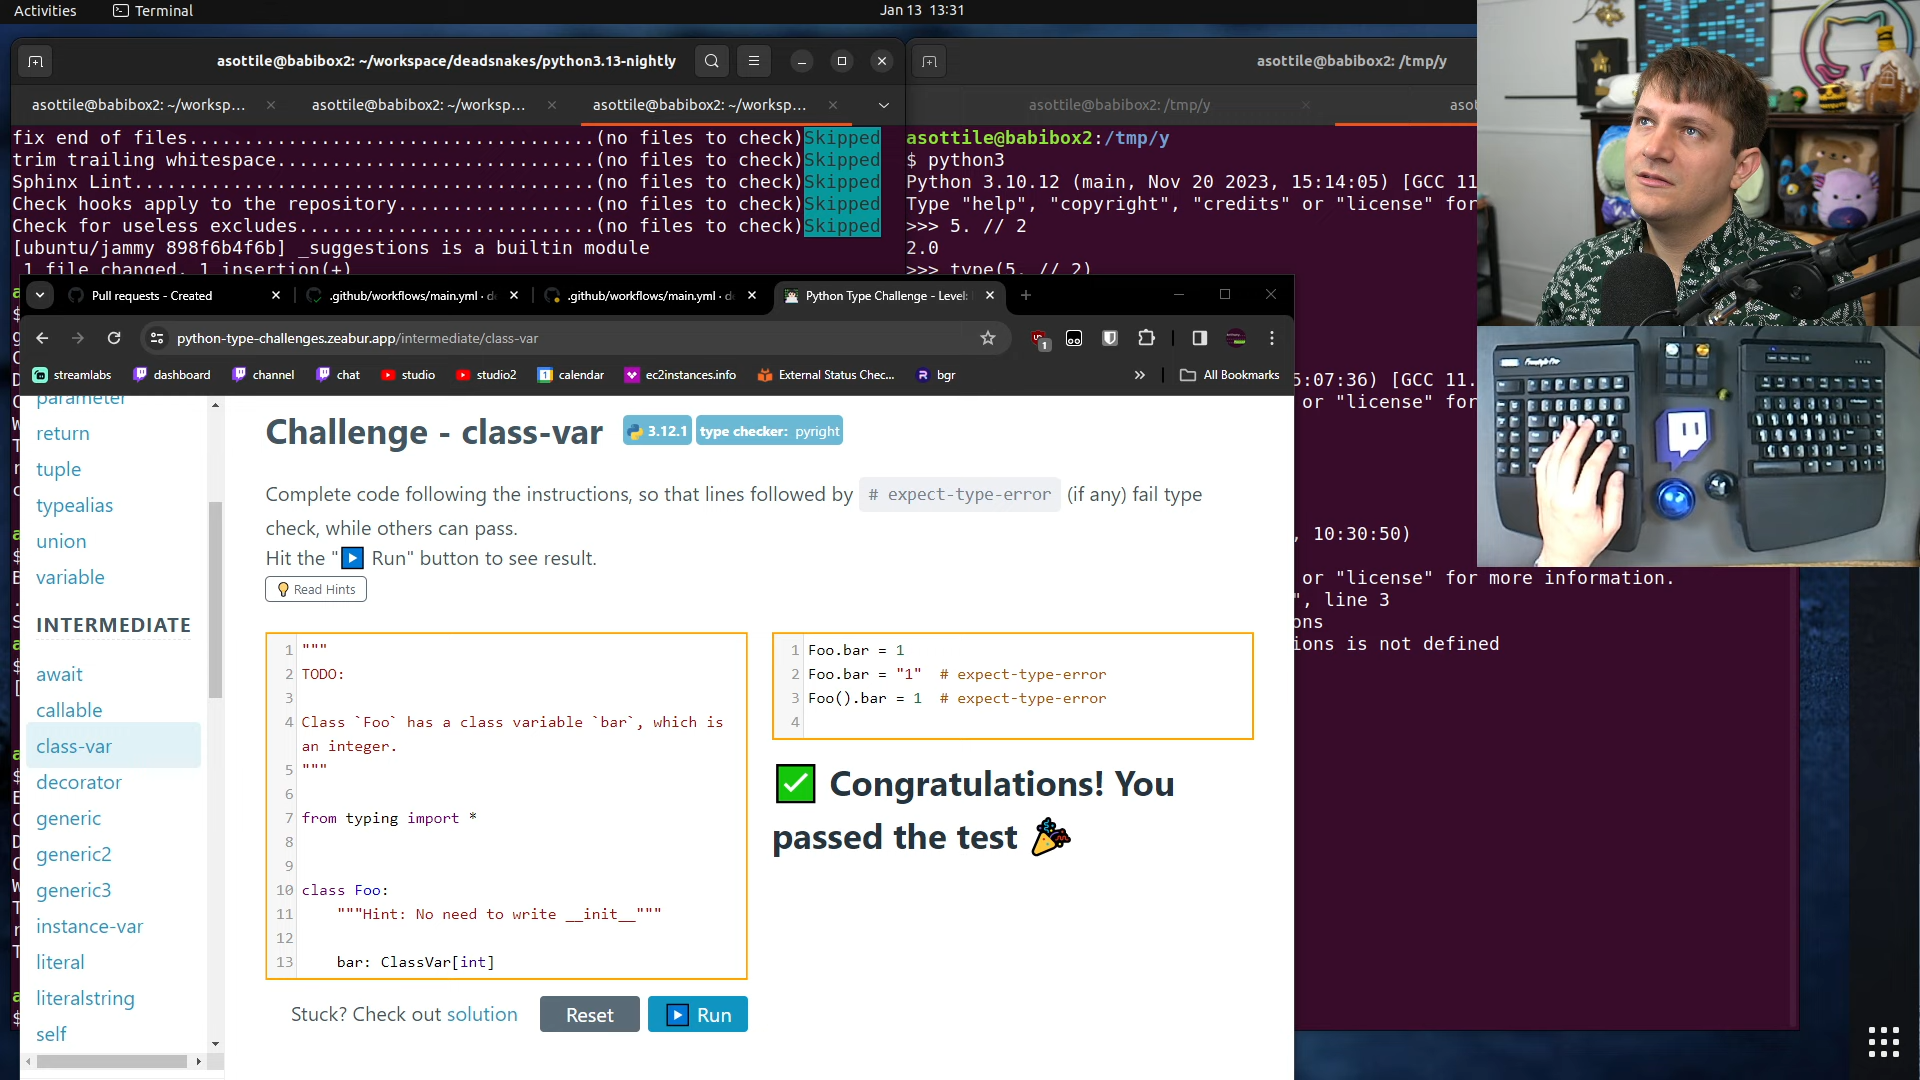 Activities
Terminal
Jan 13 13:31
asottile@babibox2: ~/workspace/deadsnakes/python3.13-nightly
asottile@babibox2: ~/worksp...
asottile@babibox2: ~/worksp...
asottile@babibox2: ~/worksp...
fix end of files....................................(no files to check)Skipped
trim trailing whitespace............................(no files to check)Skipped
Sphinx Lint.........................................(no files to check)Skipped
Check hooks apply to the repository.................(no files to check)Skipped
Check for useless excludes..........................(no files to check)Skipped
[ubuntu/jammy 898f6b4f6b] _suggestions is a builtin module
1 file changed, 1 insertion(+)
asottile@babibox2: /tmp/y
asottile@babibox2: /tmp/y
asot
asottile@babibox2:/tmp/y
$ python3
Python 3.10.12 (main, Nov 20 2023, 15:14:05) [GCC 11
Type "help", "copyright", "credits" or "license" for
>>> 5. // 2
2.0
>>> type(5. // 2)
5:07:36) [GCC 11.
or "license" for
, 10:30:50)
or "license" for more information.
", line 3
ons
ions is not defined
Pull requests - Created
.github/workflows/main.yml · de
.github/workflows/main.yml · de
Python Type Challenge - Level:
python-type-challenges.zeabur.app/intermediate/class-var
1
streamlabs
dashboard
channel
chat
studio
studio2
calendar
ec2instances.info
External Status Chec...
bgr
»
All Bookmarks
parameter
return
tuple
typealias
union
variable
INTERMEDIATE
await
callable
class-var
decorator
generic
generic2
generic3
instance-var
literal
literalstring
self
Challenge - class-var
3.12.1
type checker: pyright
Complete code following the instructions, so that lines followed by # expect-type-error (if any) fail type
check, while others can pass.
Hit the "▶ Run" button to see result.
Read Hints
1 """
2 TODO:
3
4 Class `Foo` has a class variable `bar`, which is
an integer.
5 """
6
7 from typing import *
8
9
10 class Foo:
11 """Hint: No need to write __init__"""
12
13 bar: ClassVar[int]
Stuck? Check out solution
Reset
Run
1 Foo.bar = 1
2 Foo.bar = "1" # expect-type-error
3 Foo().bar = 1 # expect-type-error
4
✅ Congratulations! You
passed the test 🎉